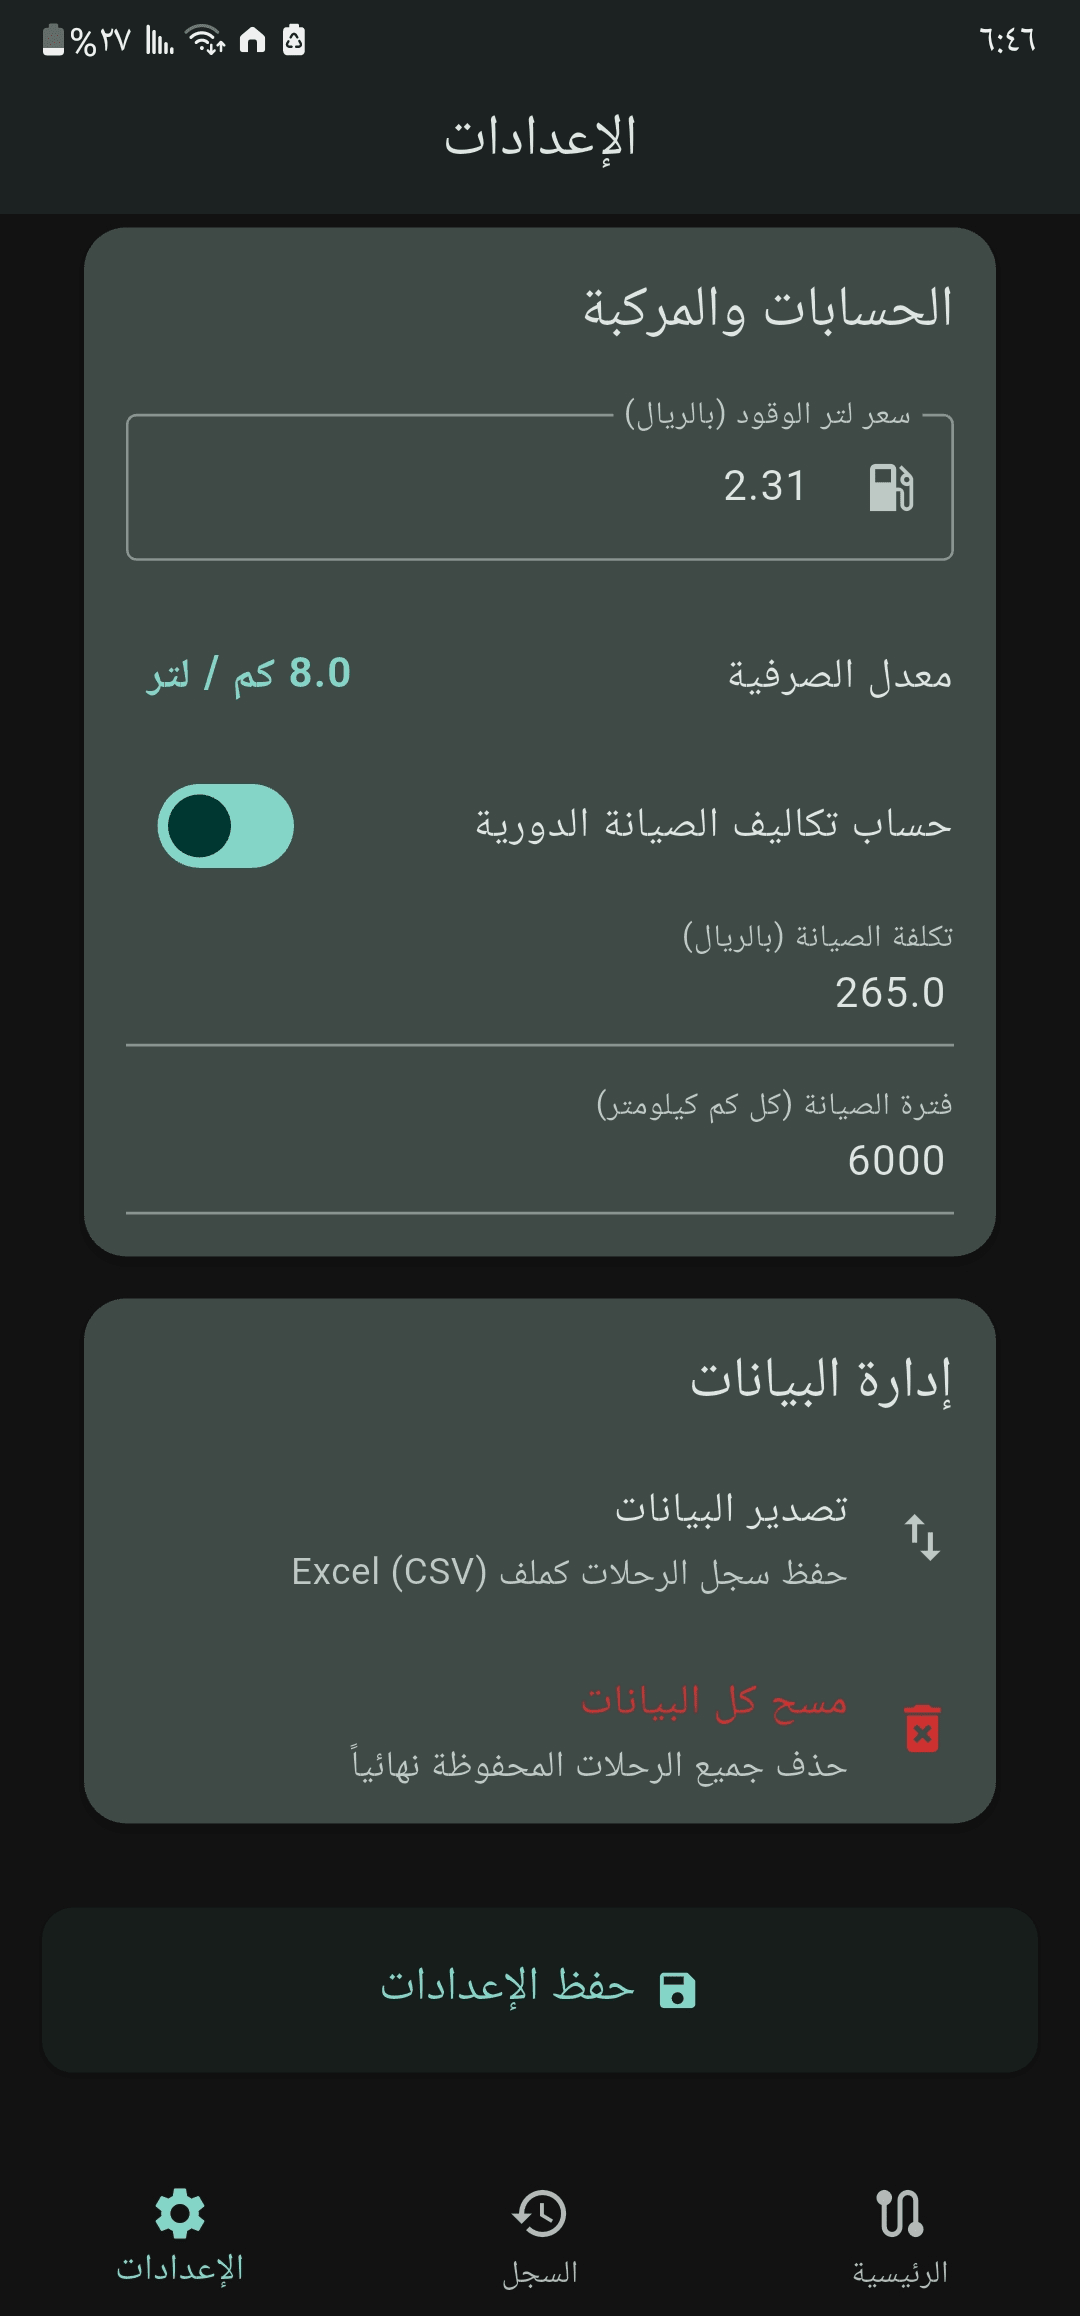 ٦:٤٦
%٢٧
الإعدادات
الحسابات والمركبة
سعر لتر الوقود (بالريال)
2.31
معدل الصرفية
8.0 كم / لتر
حساب تكاليف الصيانة الدورية
تكلفة الصيانة (بالريال)
265.0
فترة الصيانة (كل كم كيلومتر)
6000
إدارة البيانات
تصدير البيانات
حفظ سجل الرحلات كملف Excel (CSV)
مسح كل البيانات
حذف جميع الرحلات المحفوظة نهائياً
حفظ الإعدادات
الرئيسية
السجل
الإعدادات